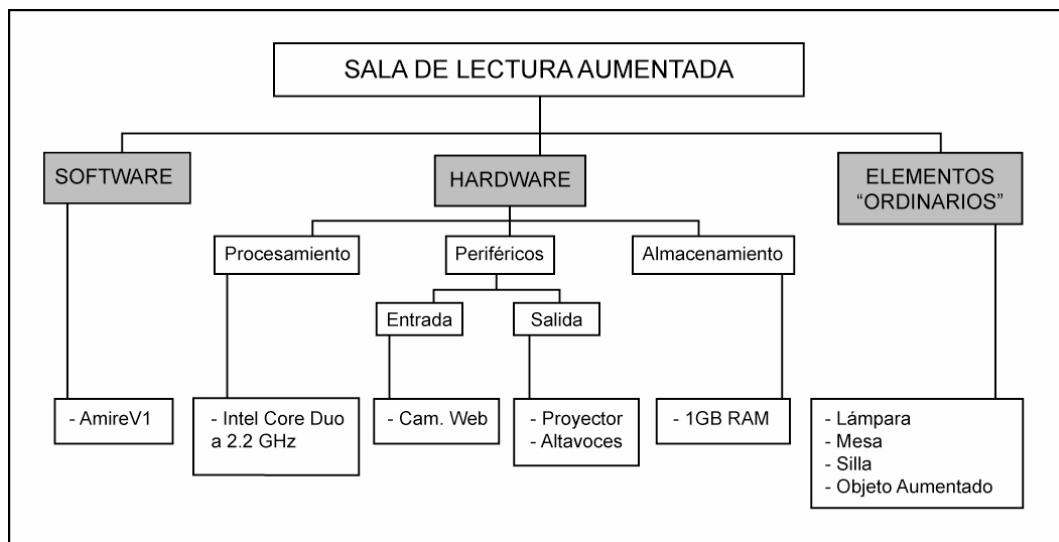 SALA DE LECTURA AUMENTADA
SOFTWARE
HARDWARE
ELEMENTOS
“ORDINARIOS”
Procesamiento
Periféricos
Almacenamiento
Entrada
Salida
- AmireV1
- Intel Core Duo
a 2.2 GHz
- Cam. Web
- Proyector
- Altavoces
- 1GB RAM
- Lámpara
- Mesa
- Silla
- Objeto Aumentado